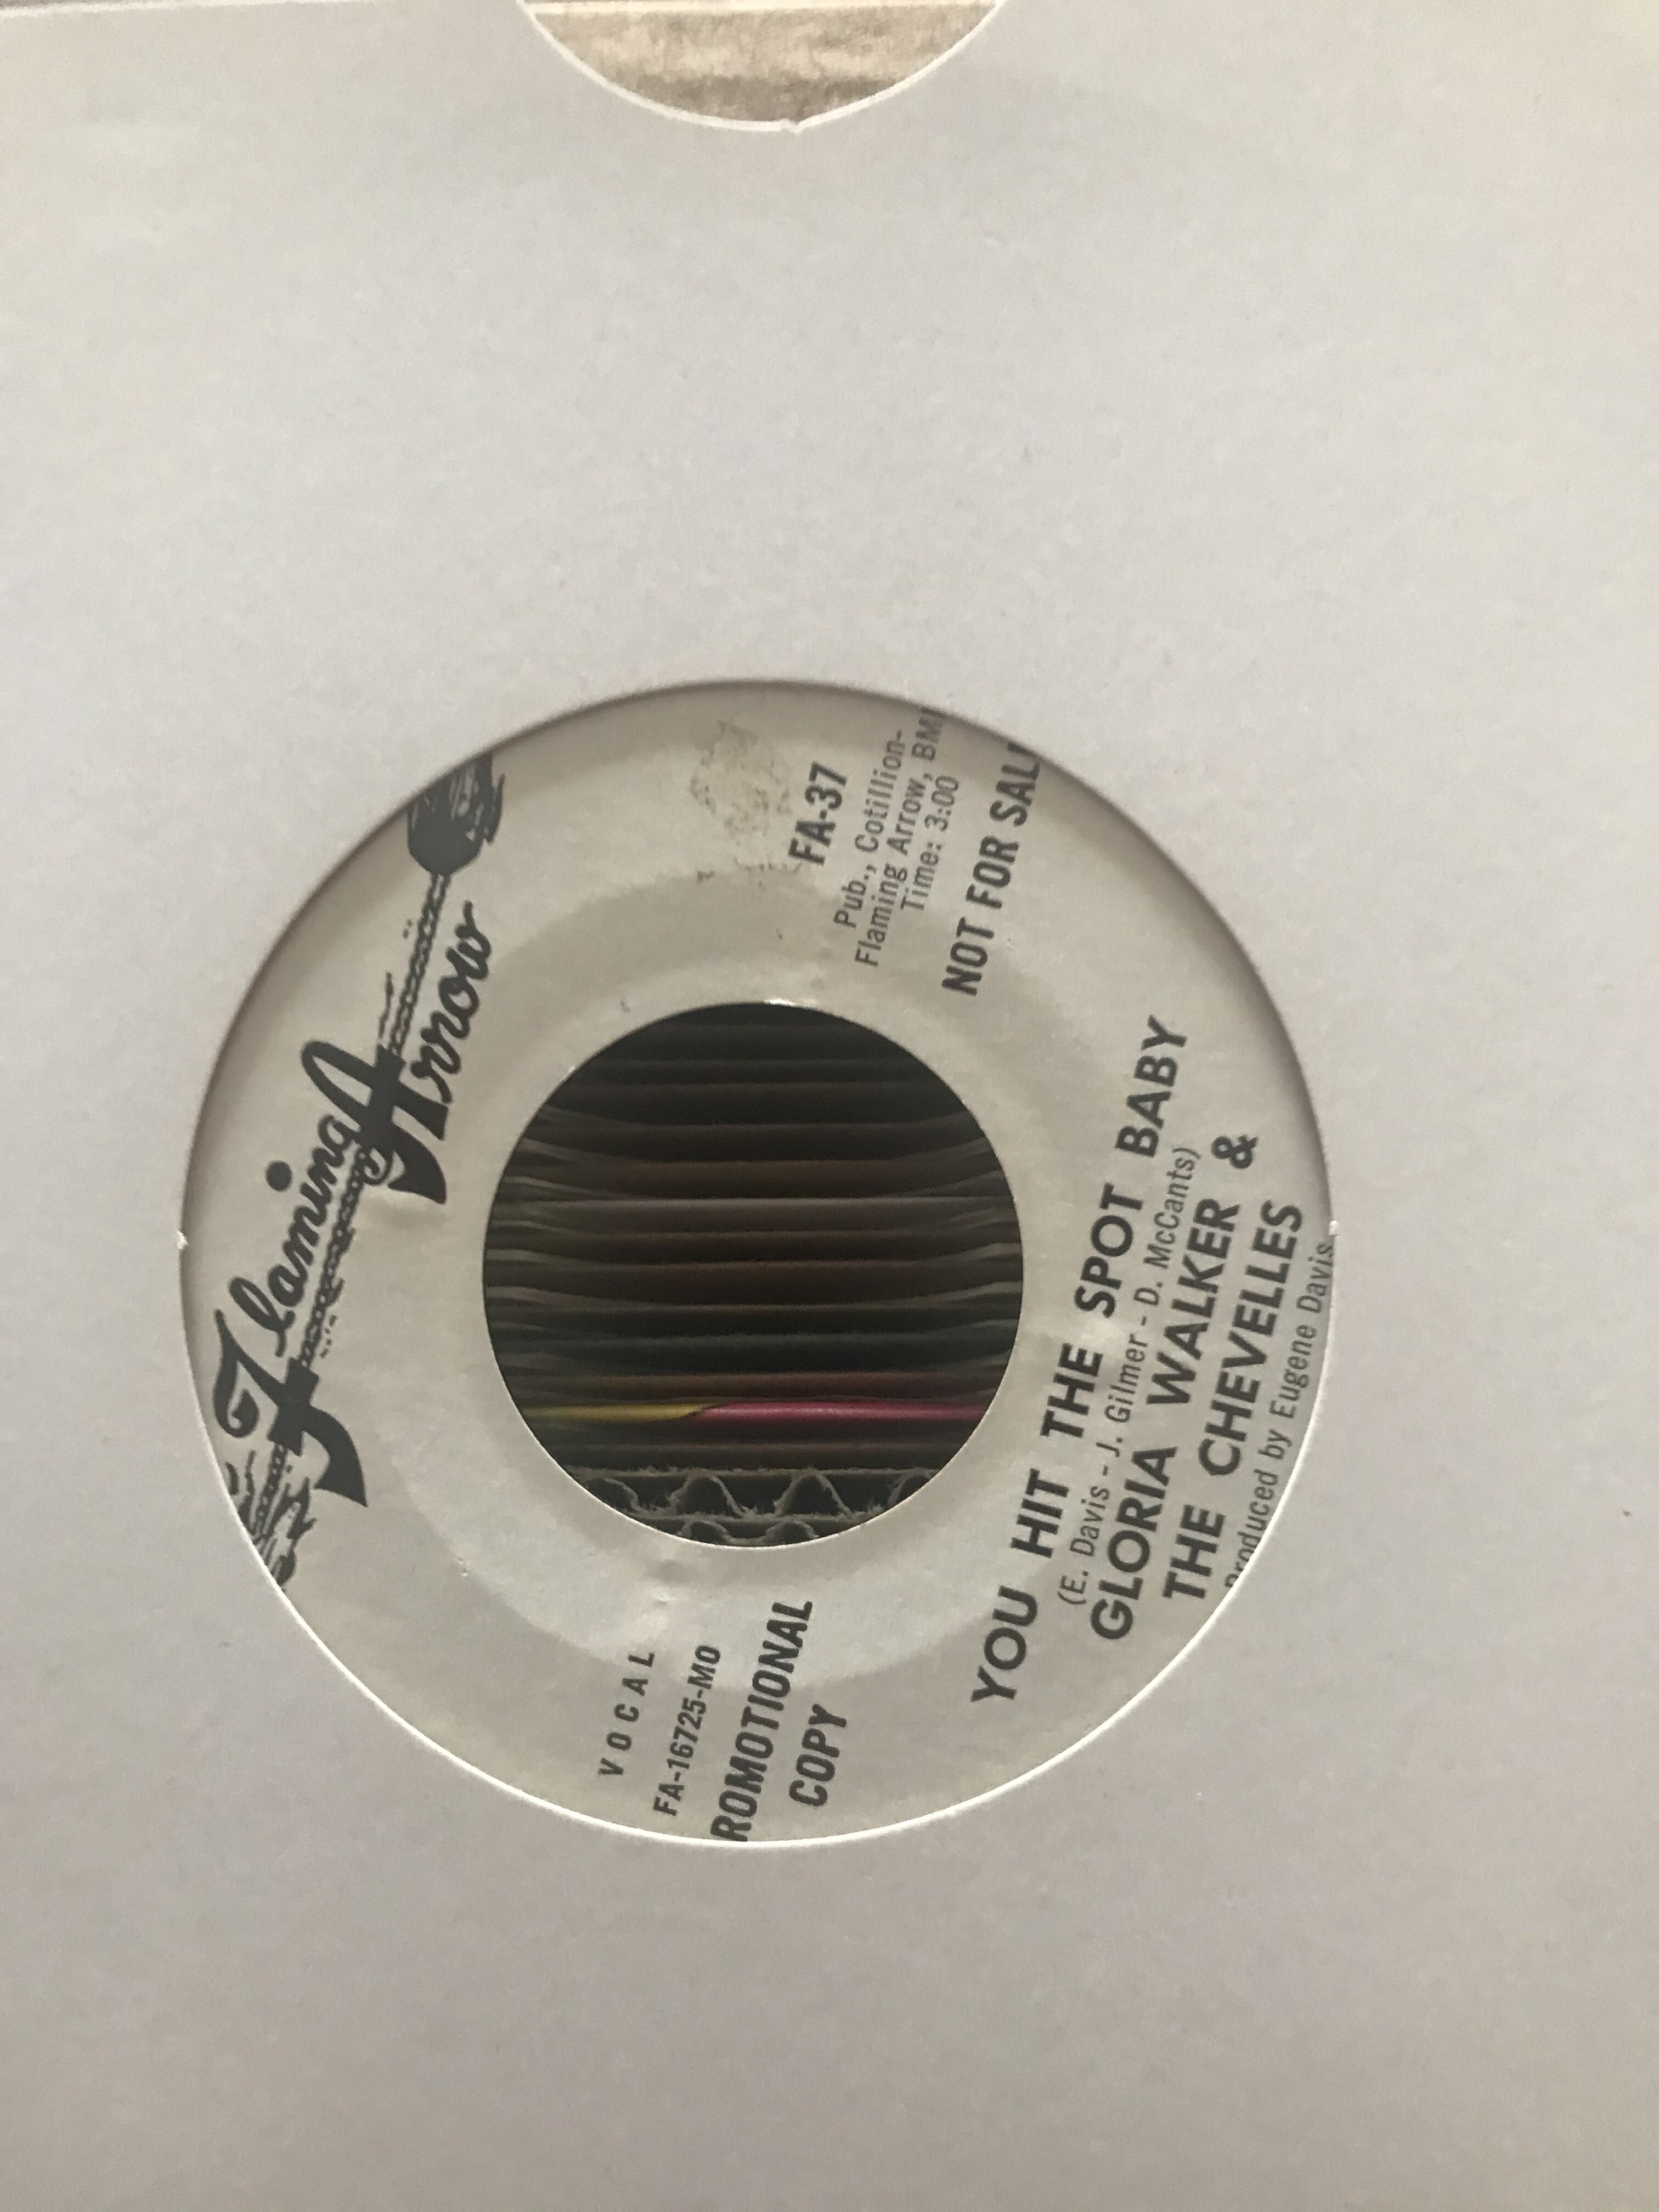 Flaming
Arrow
VOCAL
FA-16725-MO
ROMOTIONAL
COPY
FA-37
Pub., Cotillion-
Flaming Arrow, BMI
Time: 3:00
NOT FOR SAL
YOU HIT THE SPOT BABY
(E. Davis - J. Gilmer - D. McCants)
GLORIA WALKER &
THE CHEVELLES
Produced by Eugene Davis